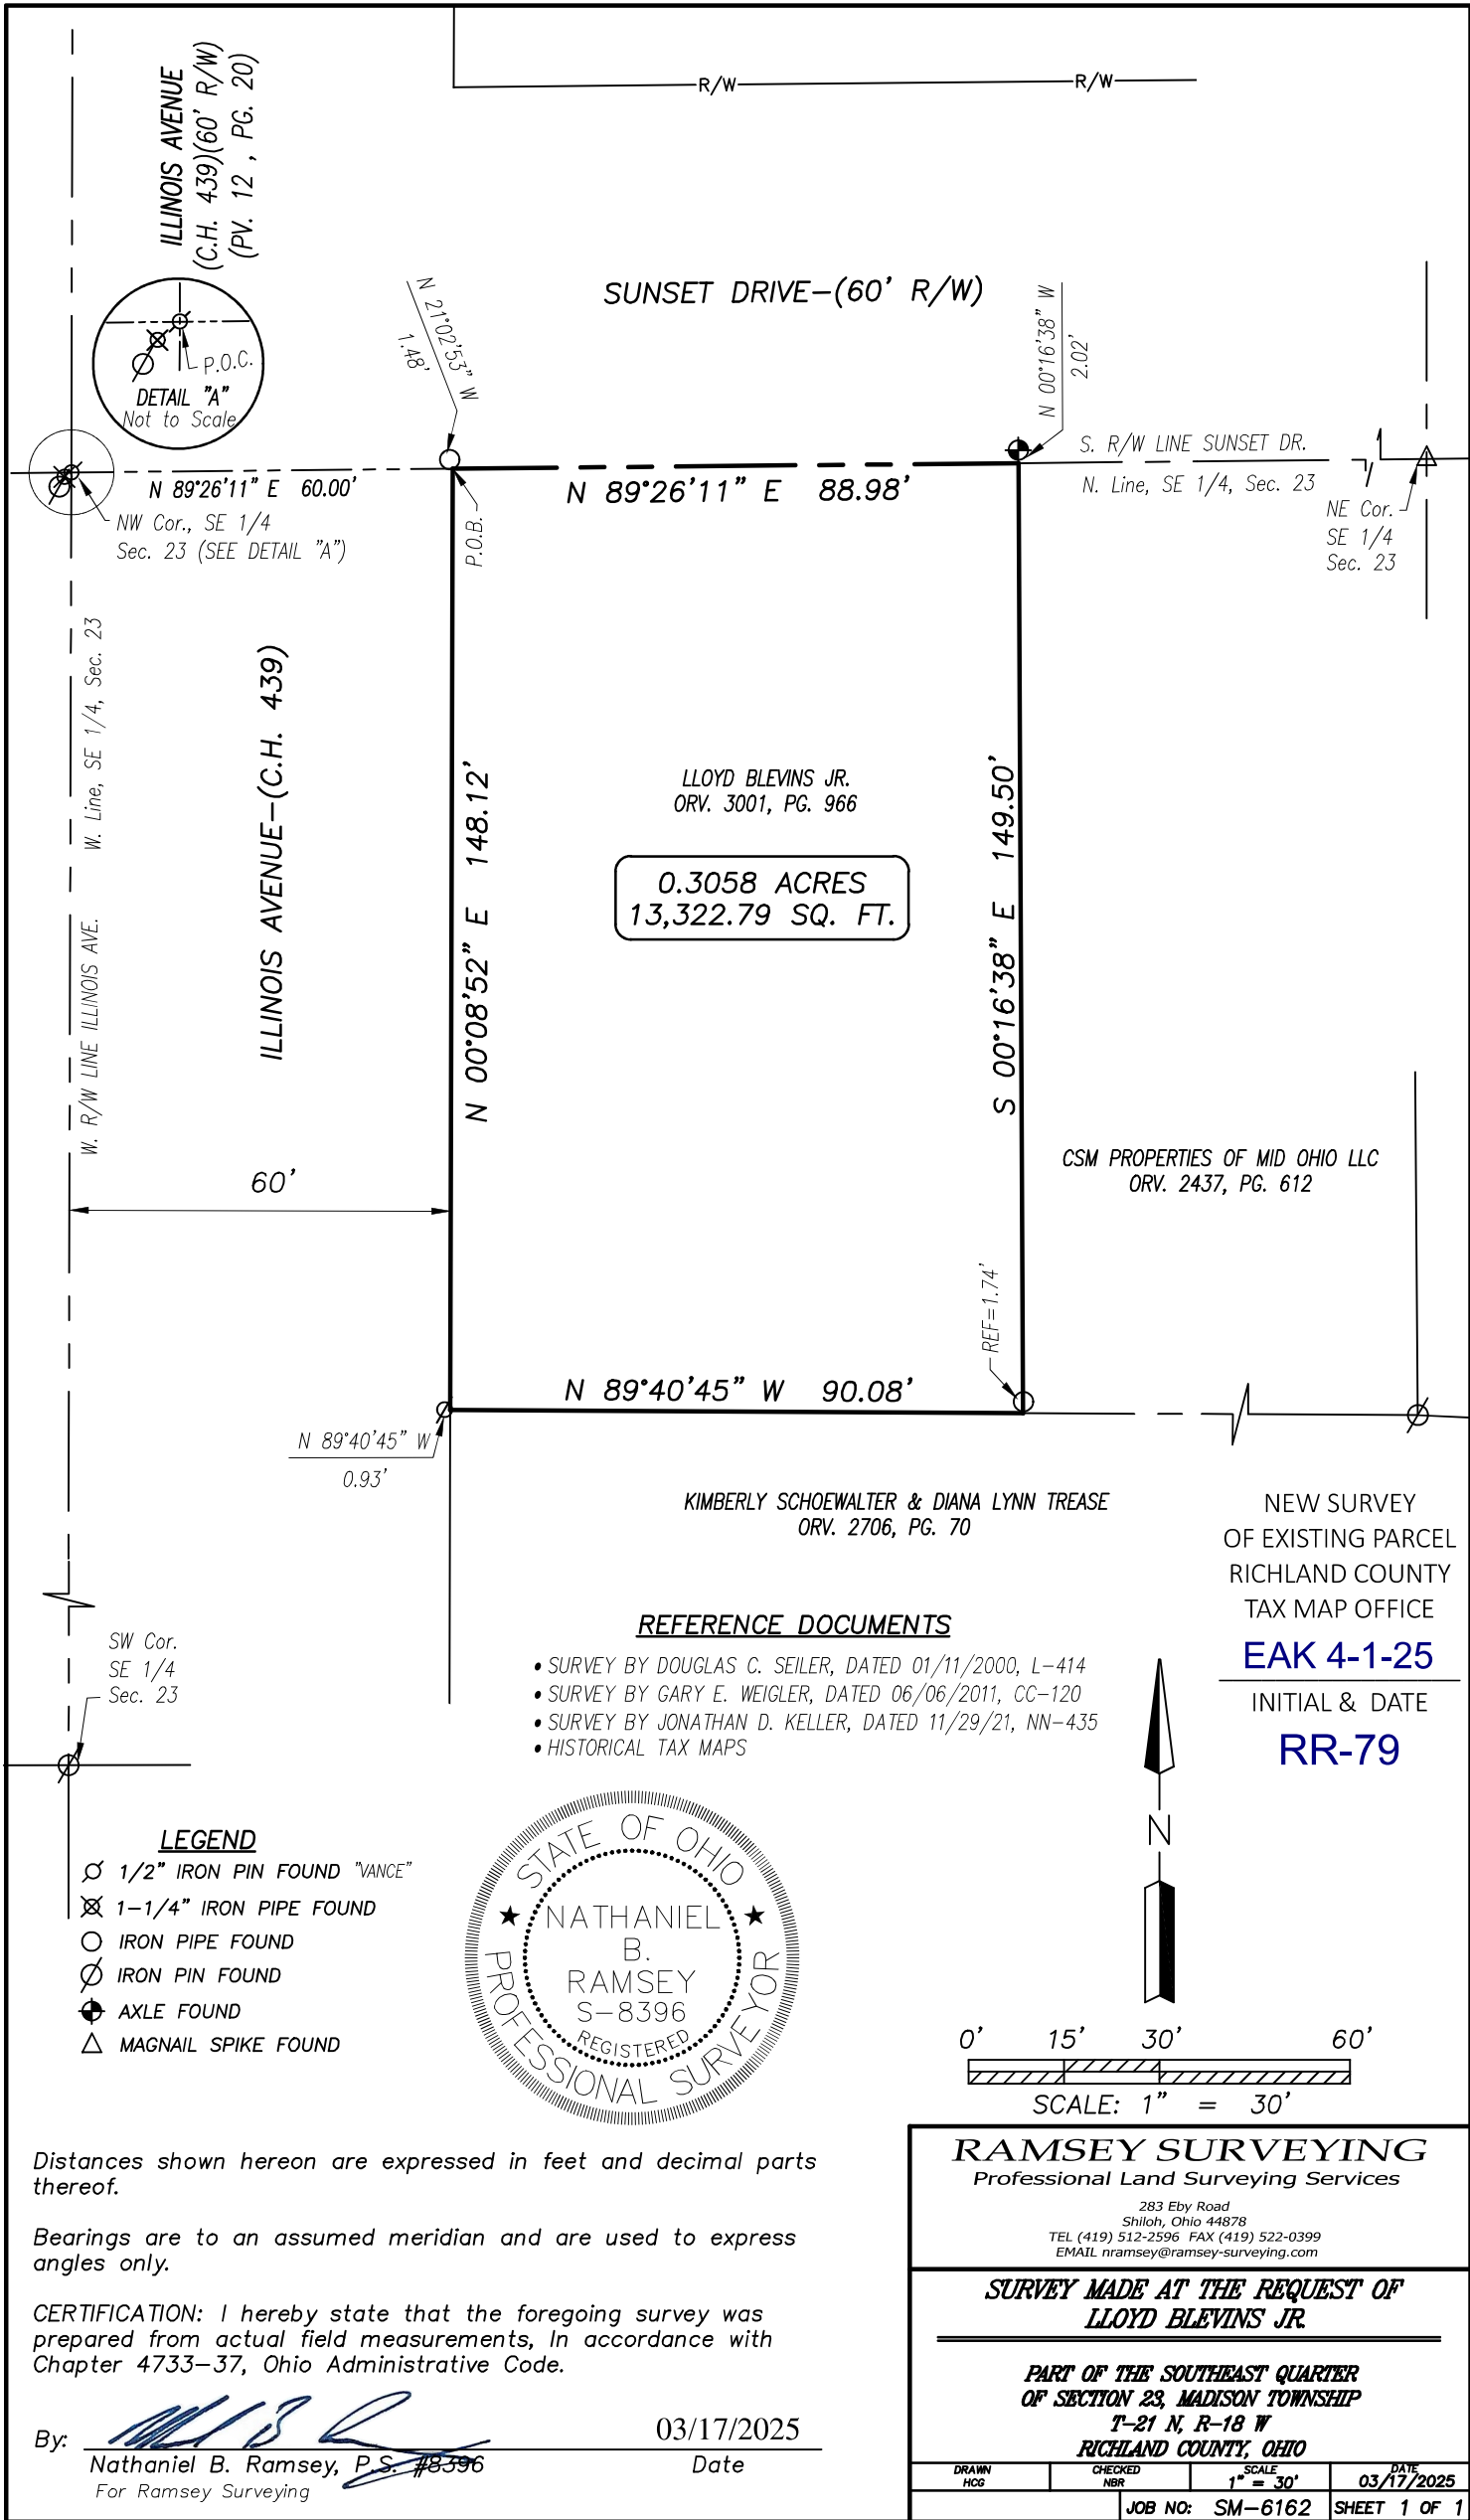 ILLINOIS AVENUE
(C.H. 439)(60' R/W)
(PV. 12 , PG. 20)
R/W
R/W
SUNSET DRIVE-(60' R/W)
P.O.C.
DETAIL "A"
Not to Scale
N 21°02'53" W
1.48'
N 00°16'38" W
2.02'
S. R/W LINE SUNSET DR.
N. Line, SE 1/4, Sec. 23
NE Cor.
SE 1/4
Sec. 23
N 89°26'11" E 60.00'
NW Cor., SE 1/4
Sec. 23 (SEE DETAIL "A")
P.O.B.
N 89°26'11" E 88.98'
W. R/W LINE ILLINOIS AVE. W. Line, SE 1/4, Sec. 23
ILLINOIS AVENUE-(C.H. 439)
N 00°08'52" E 148.12'
LLOYD BLEVINS JR.
ORV. 3001, PG. 966
0.3058 ACRES
13,322.79 SQ. FT.
S 00°16'38" E 149.50'
CSM PROPERTIES OF MID OHIO LLC
ORV. 2437, PG. 612
60'
REF=1.74'
N 89°40'45" W 90.08'
N 89°40'45" W
0.93'
KIMBERLY SCHOEWALTER & DIANA LYNN TREASE
ORV. 2706, PG. 70
NEW SURVEY
OF EXISTING PARCEL
RICHLAND COUNTY
TAX MAP OFFICE
EAK 4-1-25
INITIAL & DATE
RR-79
SW Cor.
SE 1/4
Sec. 23
REFERENCE DOCUMENTS
• SURVEY BY DOUGLAS C. SEILER, DATED 01/11/2000, L-414
• SURVEY BY GARY E. WEIGLER, DATED 06/06/2011, CC-120
• SURVEY BY JONATHAN D. KELLER, DATED 11/29/21, NN-435
• HISTORICAL TAX MAPS
LEGEND
1/2" IRON PIN FOUND "VANCE"
1-1/4" IRON PIPE FOUND
IRON PIPE FOUND
IRON PIN FOUND
AXLE FOUND
MAGNAIL SPIKE FOUND
STATE OF OHIO
NATHANIEL
B.
RAMSEY
S-8396
REGISTERED
PROFESSIONAL SURVEYOR
N
0' 15' 30' 60'
SCALE: 1" = 30'
Distances shown hereon are expressed in feet and decimal parts
thereof.
Bearings are to an assumed meridian and are used to express
angles only.
CERTIFICATION: I hereby state that the foregoing survey was
prepared from actual field measurements, In accordance with
Chapter 4733-37, Ohio Administrative Code.
By:
03/17/2025
Nathaniel B. Ramsey, P.S. #8396
Date
For Ramsey Surveying
RAMSEY SURVEYING
Professional Land Surveying Services
283 Eby Road
Shiloh, Ohio 44878
TEL (419) 512-2596 FAX (419) 522-0399
EMAIL nramsey@ramsey-surveying.com
SURVEY MADE AT THE REQUEST OF
LLOYD BLEVINS JR.
PART OF THE SOUTHEAST QUARTER
OF SECTION 23, MADISON TOWNSHIP
T-21 N, R-18 W
RICHLAND COUNTY, OHIO
DRAWN
HCG
CHECKED
NBR
SCALE
1" = 30'
DATE
03/17/2025
JOB NO: SM-6162
SHEET 1 OF 1